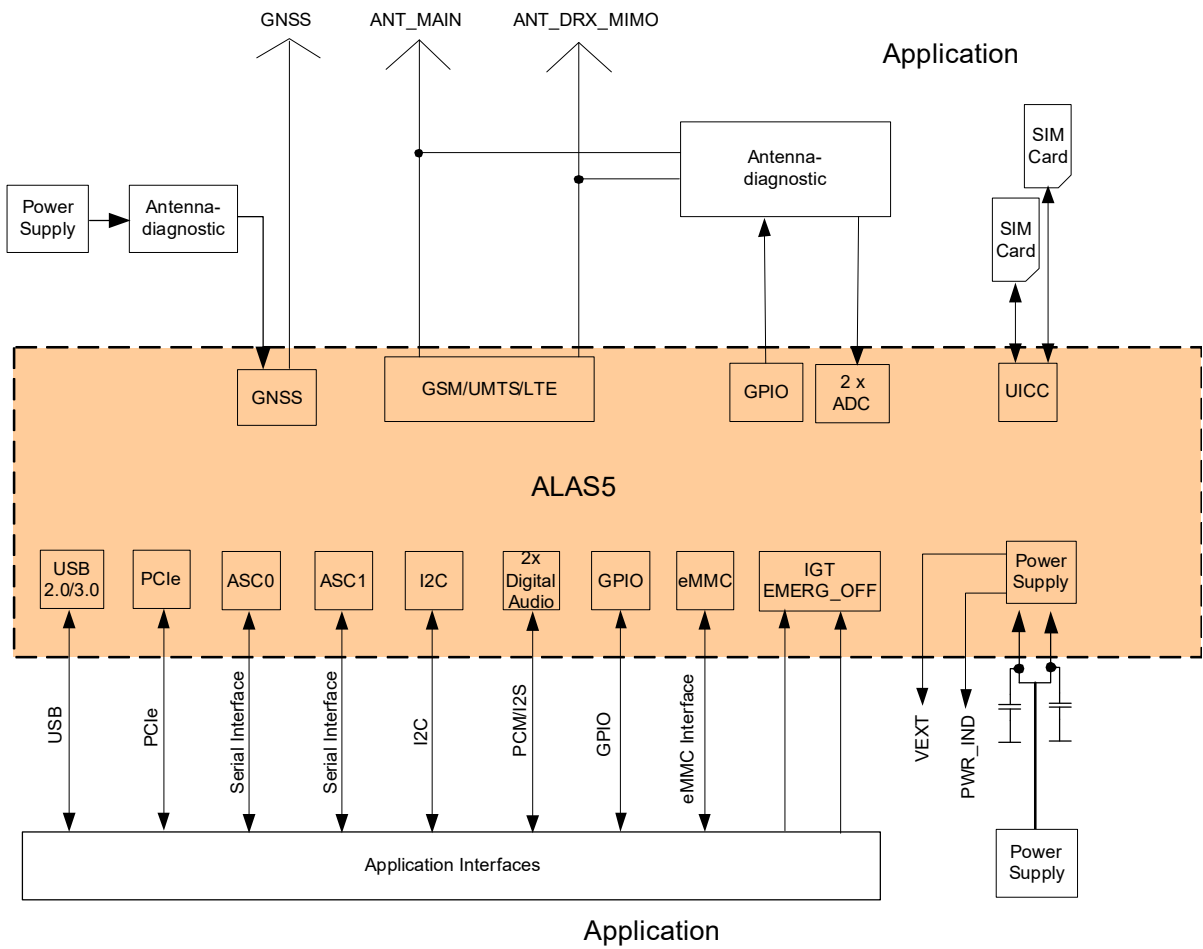 GNSS
ANT_MAIN
ANT_DRX_MIMO
Application
SIM
Card
Antenna-
diagnostic
Power
Supply
Antenna-
diagnostic
SIM
Card
GNSS
GSM/UMTS/LTE
GPIO
2 x
ADC
UICC
ALAS5
USB
2.0/3.0
PCIe
ASC0
ASC1
I2C
2x
Digital
Audio
GPIO
eMMC
IGT
EMERG_OFF
Power
Supply
USB
PCIe
Serial Interface
Serial Interface
I2C
PCM/I2S
GPIO
eMMC Interface
VEXT
PWR_IND
Application Interfaces
Power
Supply
Application